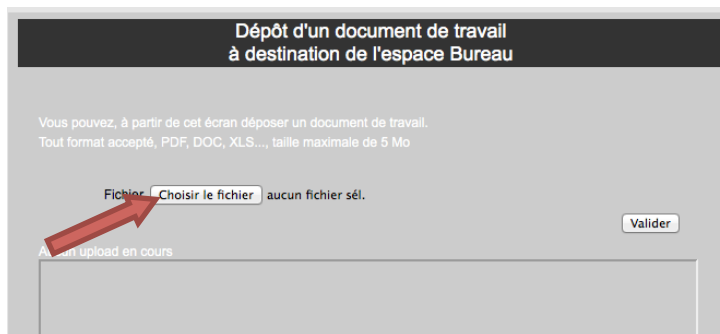 Dépôt d'un document de travail
à destination de l'espace Bureau
Vous pouvez, à partir de cet écran déposer un document de travail.
Tout format accepté, PDF, DOC, XLS..., taille maximale de 5 Mo
Fichier Choisir le fichier aucun fichier sél.
Valider
Aucun upload en cours